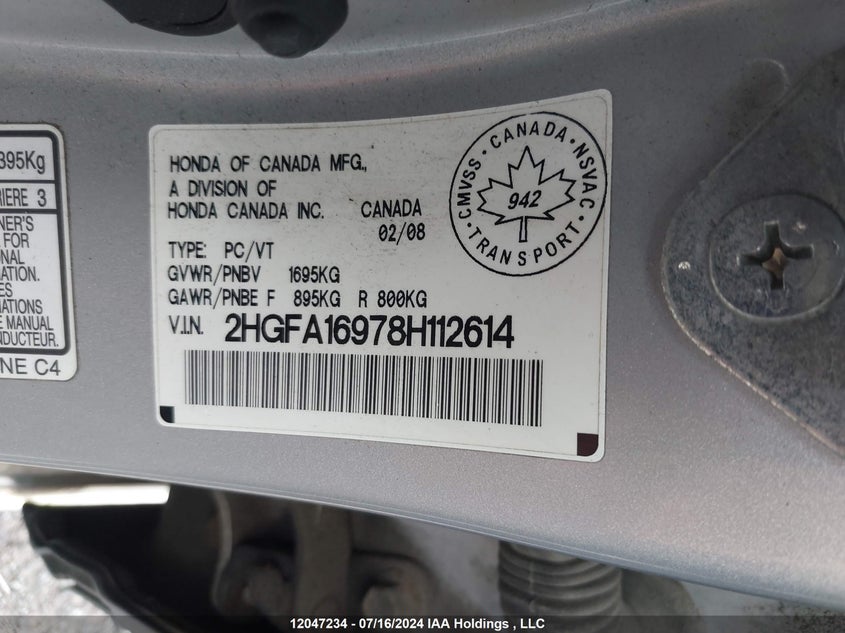 395Kg
RIERE 3
NER'S
FOR
ONAL
ATION.
ES
MATIONS
E MANUAL
NDUCTEUR.
NE C4
HONDA OF CANADA MFG.,
A DIVISION OF
HONDA CANADA INC. CANADA
02/08
TYPE: PC/VT
GVWR/PNBV 1695KG
GAWR/PNBE F 895KG R 800KG
V.I.N. 2HGFA16978H112614
CMVSS · CANADA · NSVAC · TRANSPORT ·
942
12047234 - 07/16/2024 IAA Holdings , LLC